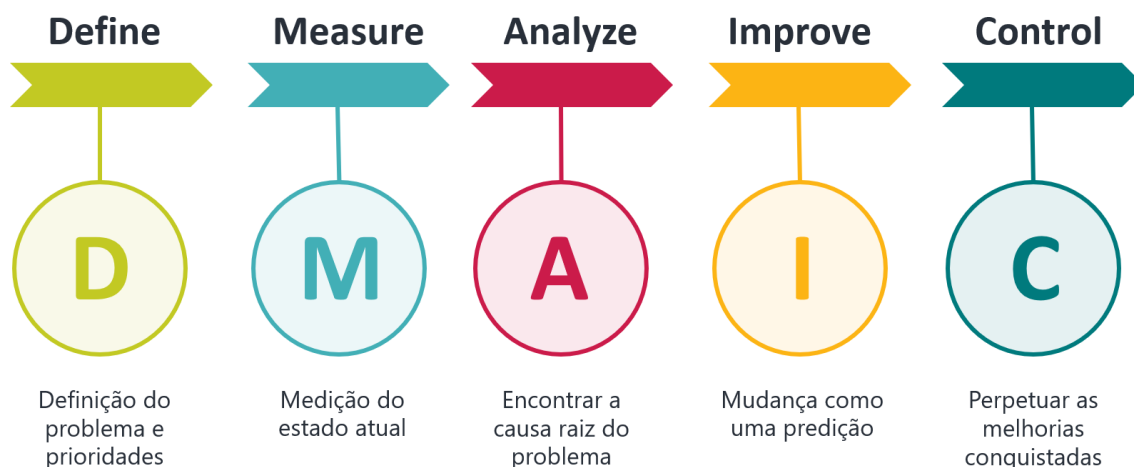 Define
Measure
Analyze
Improve
Control
D
M
A
I
C
Definição do
problema e
prioridades
Medição do
estado atual
Encontrar a
causa raiz do
problema
Mudança como
uma predição
Perpetuar as
melhorias
conquistadas